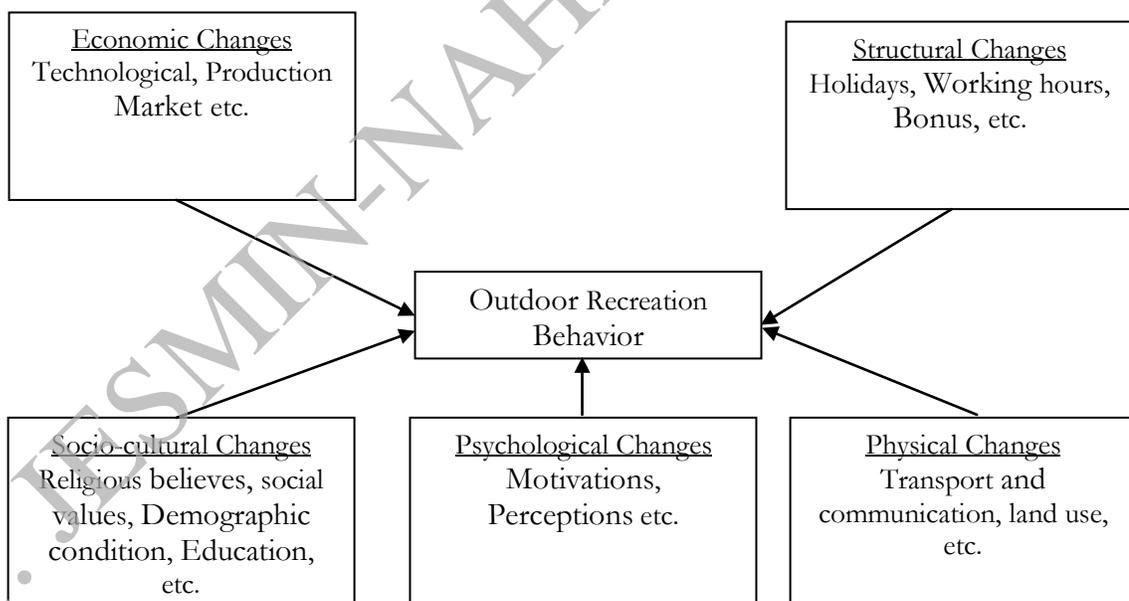 Economic Changes
Technological, Production
Market etc.
Structural Changes
Holidays, Working hours,
Bonus, etc.
Outdoor Recreation
Behavior
Socio-cultural Changes
Religious believes, social
values, Demographic
condition, Education,
etc.
Psychological Changes
Motivations,
Perceptions etc.
Physical Changes
Transport and
communication, land use,
etc.
. JESMIN-NAH